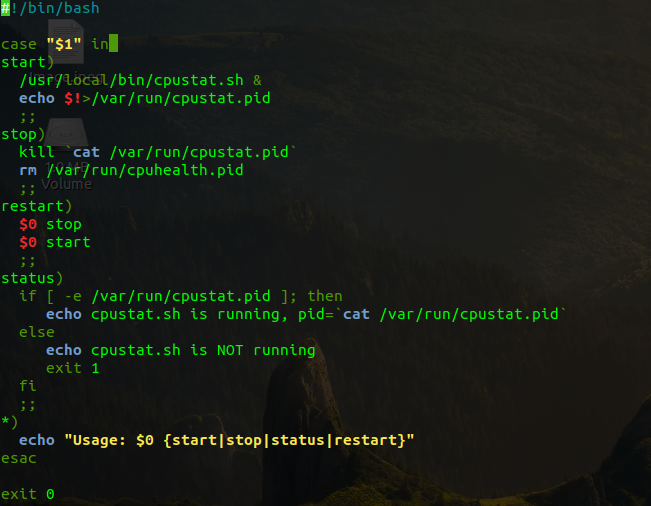 #!/bin/bash
case "$1" in
start)
/usr/local/bin/cpustat.sh &
echo $!>/var/run/cpustat.pid
;;
stop)
kill `cat /var/run/cpustat.pid`
rm /var/run/cpuhealth.pid
Volume
;;
restart)
$0 stop
$0 start
;;
status)
if [ -e /var/run/cpustat.pid ]; then
echo cpustat.sh is running, pid=`cat /var/run/cpustat.pid`
else
echo cpustat.sh is NOT running
exit 1
fi
;;
*)
echo "Usage: $0 {start|stop|status|restart}"
esac
exit 0